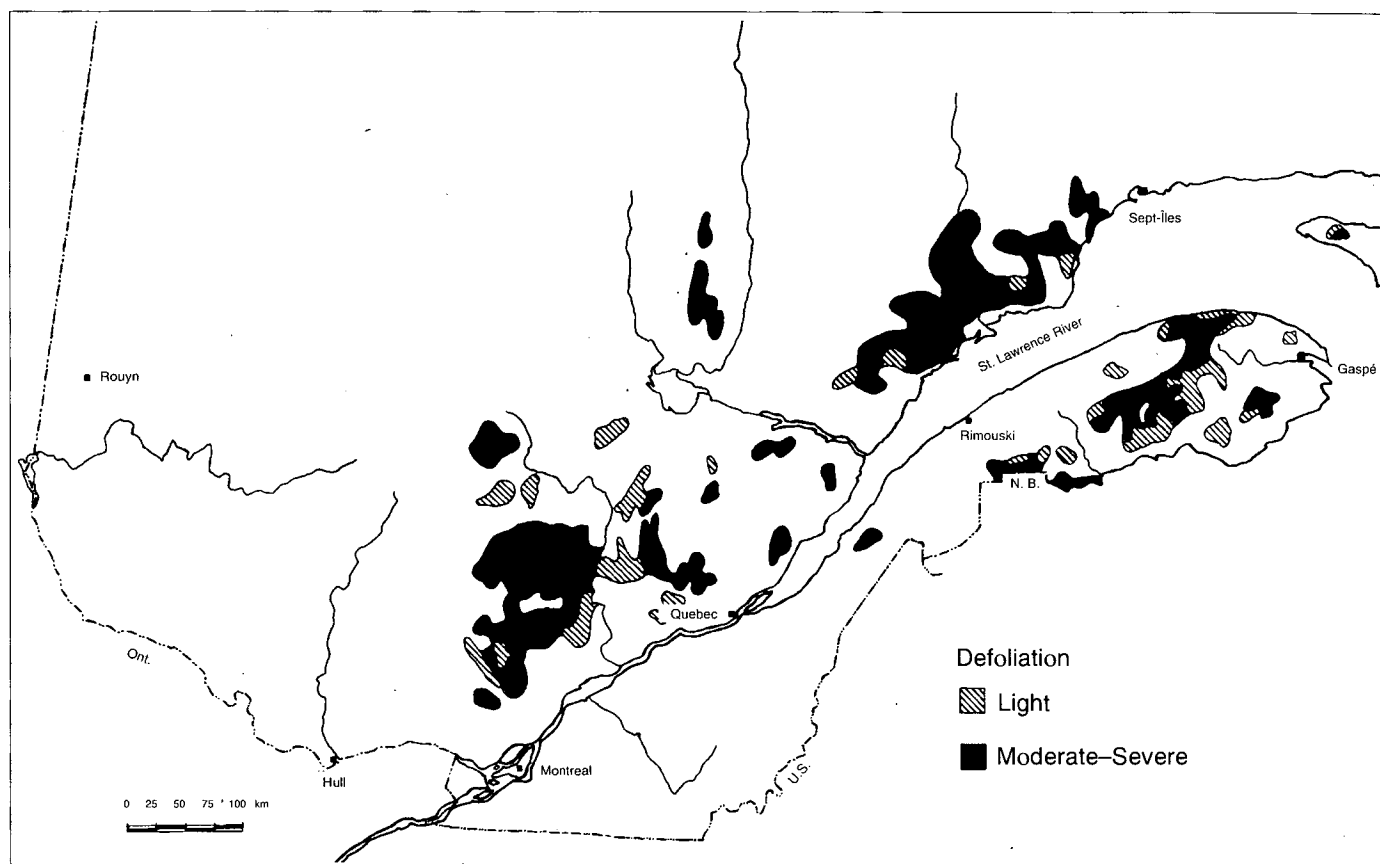 Sept-Îles
St. Lawrence River
Gaspé
Rouyn
Rimouski
N. B.
Quebec
Ont.
Defoliation
Light
Moderate–Severe
U.S.
Hull
Montreal
0 25 50 75 100 km